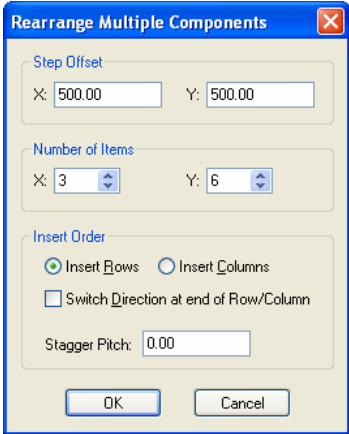 Rearrange Multiple Components
Step Offset
X: 500.00 Y: 500.00
Number of Items
X: 3 Y: 6
Insert Order
Insert Rows Insert Columns
Switch Direction at end of Row/Column
Stagger Pitch: 0.00
OK Cancel